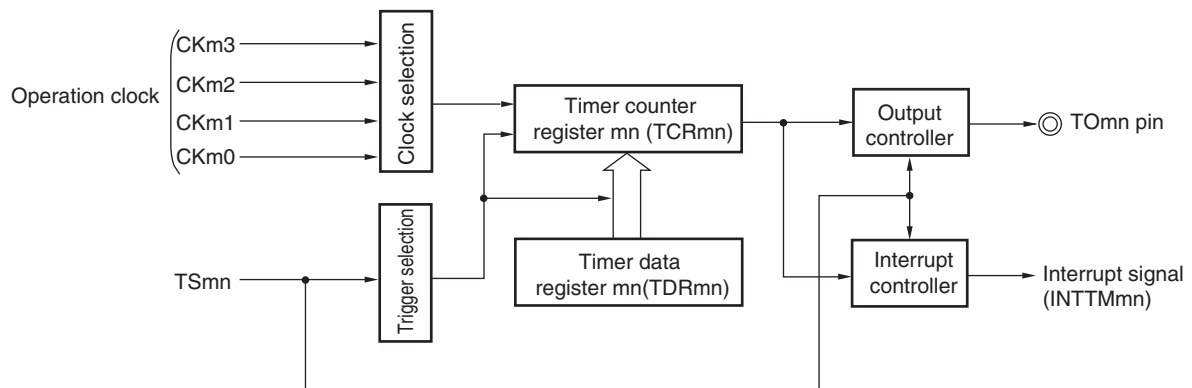 Operation clock
CKm3
CKm2
CKm1
CKm0
Clock selection
Timer counter
register mn (TCRmn)
Output
controller
TOmn pin
TSmn
Trigger selection
Timer data
register mn(TDRmn)
Interrupt
controller
Interrupt signal
(INTTMmn)